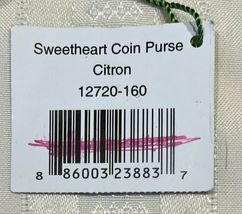 Sweetheart Coin Purse
Citron
12720-160
8 86003 23883 7